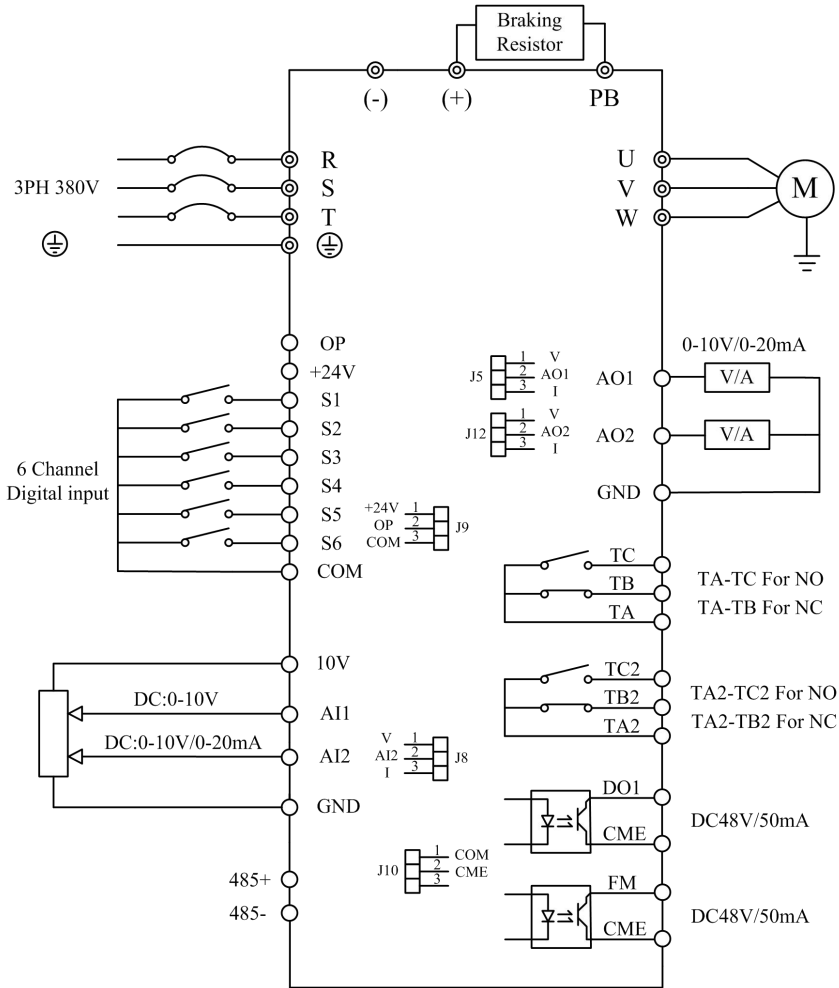 Braking
Resistor
(-)
(+)
PB
3PH 380V
R
S
T
U
V
W
M
OP
+24V
S1
S2
S3
S4
S5
S6
COM
6 Channel
Digital input
+24V 1
OP 2
COM 3
J9
J5
1 V
2 AO1
3 I
J12
1 V
2 AO2
3 I
0-10V/0-20mA
AO1
V/A
AO2
V/A
GND
TC
TB
TA
TA-TC For NO
TA-TB For NC
10V
DC:0-10V
AI1
DC:0-10V/0-20mA
AI2
GND
V 1
AI2 2
I 3
J8
TC2
TB2
TA2
TA2-TC2 For NO
TA2-TB2 For NC
DO1
CME
DC48V/50mA
J10
1 COM
2 CME
3
FM
CME
DC48V/50mA
485+
485-